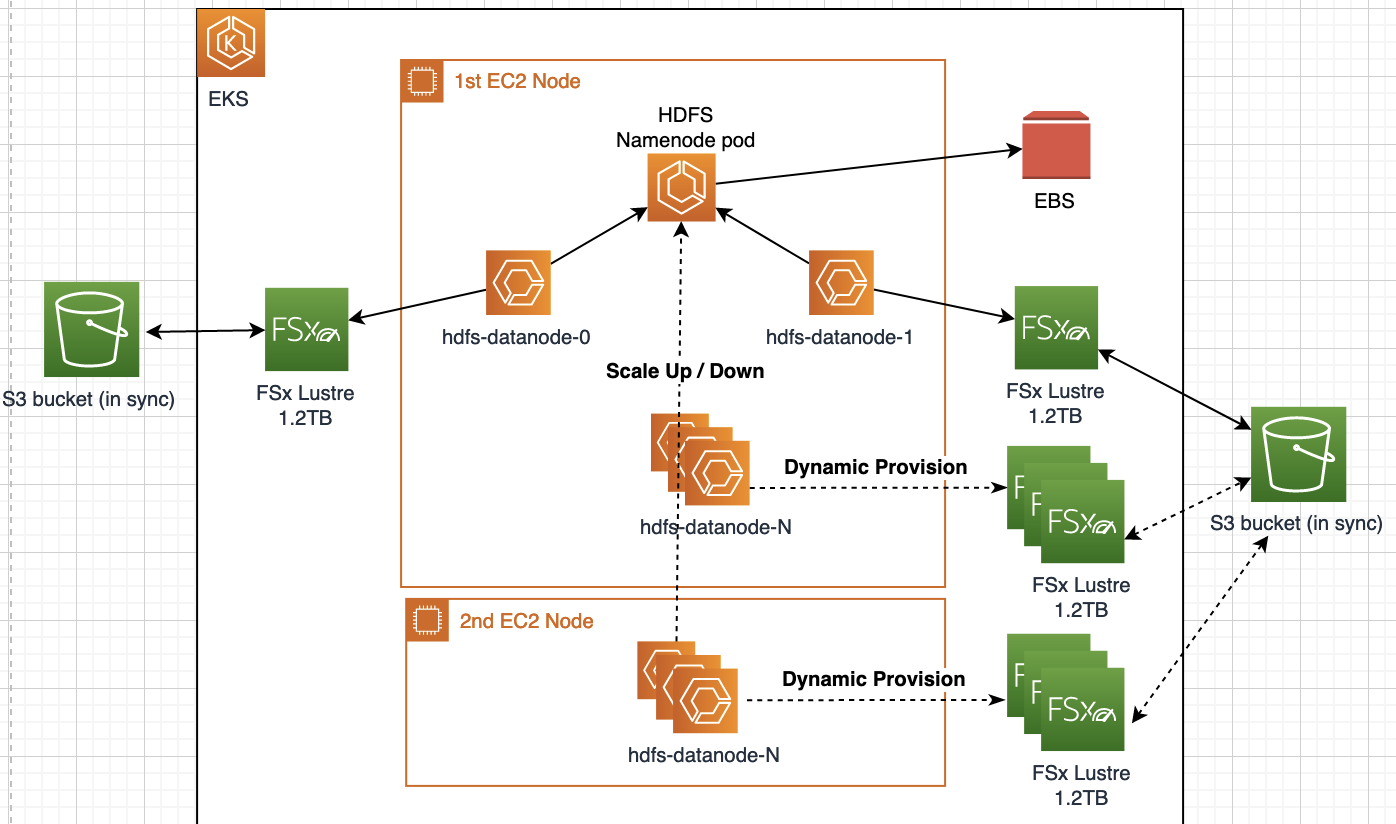 EKS
1st EC2 Node
HDFS
Namenode pod
EBS
hdfs-datanode-0
hdfs-datanode-1
FSx
FSx
S3 bucket (in sync)
FSx Lustre
1.2TB
Scale Up / Down
FSx Lustre
1.2TB
Dynamic Provision
hdfs-datanode-N
F
F
FSx
S3 bucket (in sync)
FSx Lustre
1.2TB
2nd EC2 Node
Dynamic Provision
hdfs-datanode-N
F
F
FSx
FSx Lustre
1.2TB